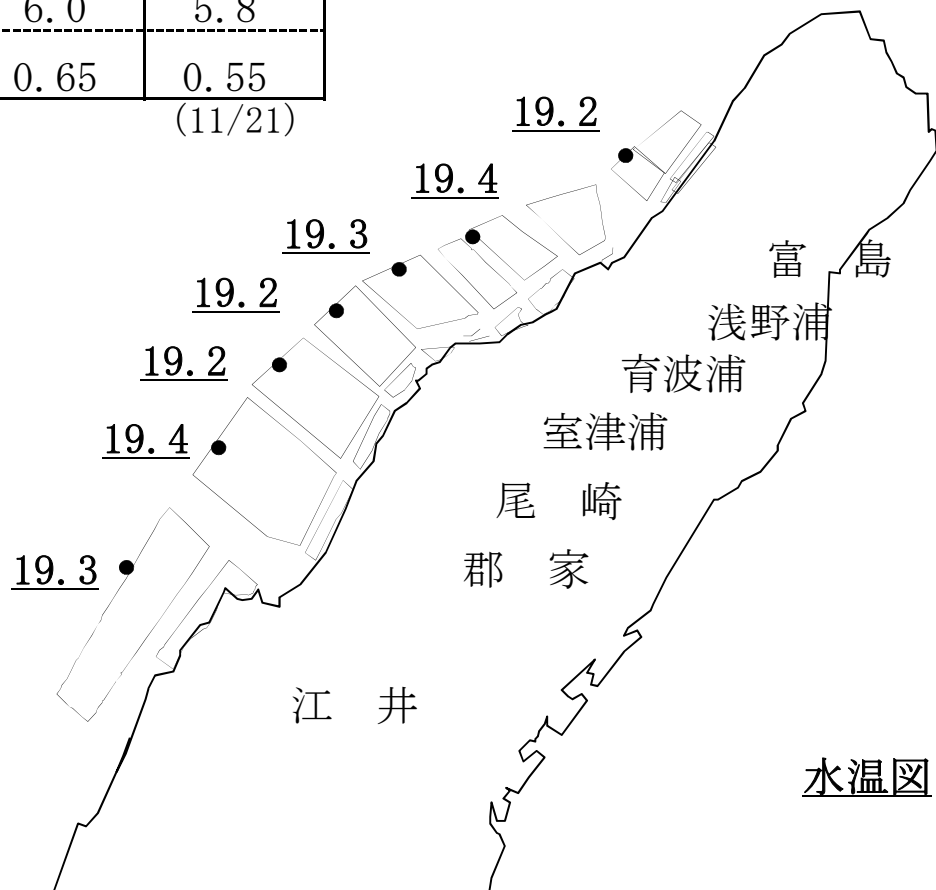 6.0 5.8
0.65 0.55
(11/21)
19.2
19.4
19.3
19.2
19.2
19.4
19.3
富 島
浅野浦
育波浦
室津浦
尾 崎
郡 家
江 井
水温図